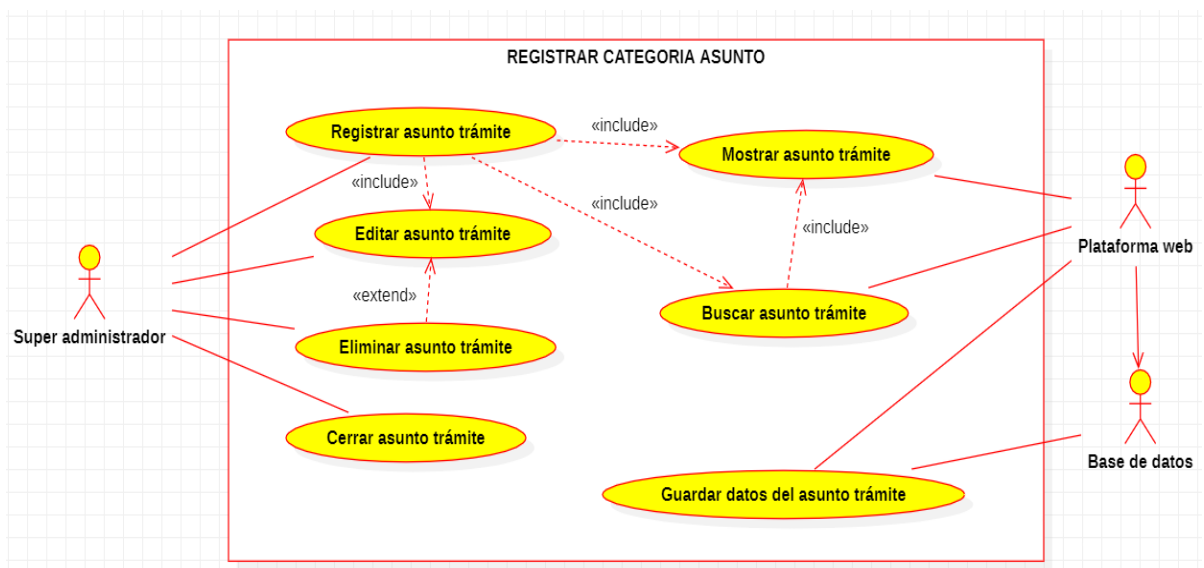 REGISTRAR CATEGORIA ASUNTO
Registrar asunto trámite
«include»
Mostrar asunto trámite
«include»
«include»
Editar asunto trámite
«include»
Plataforma web
«extend»
Buscar asunto trámite
Super administrador
Eliminar asunto trámite
Cerrar asunto trámite
Base de datos
Guardar datos del asunto trámite